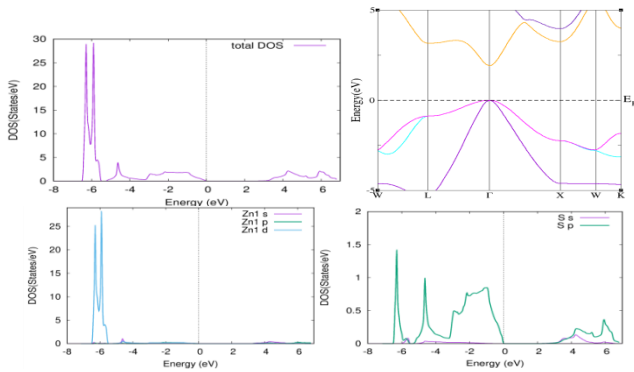 30
25
20
15
10
5
0
DOS(States/eV)
total DOS
-8 -6 -4 -2 0 2 4 6
Energy (eV)
5
0
-5
Energy(eV)
E
W L Γ X W K
25
20
15
10
5
0
DOS(States/eV)
Zn1 s
Zn1 p
Zn1 d
-8 -6 -4 -2 0 2 4 6
Energy (eV)
2
1.5
1
0.5
0
DOS(States/eV)
S s
S p
-8 -6 -4 -2 0 2 4 6
Energy (eV)